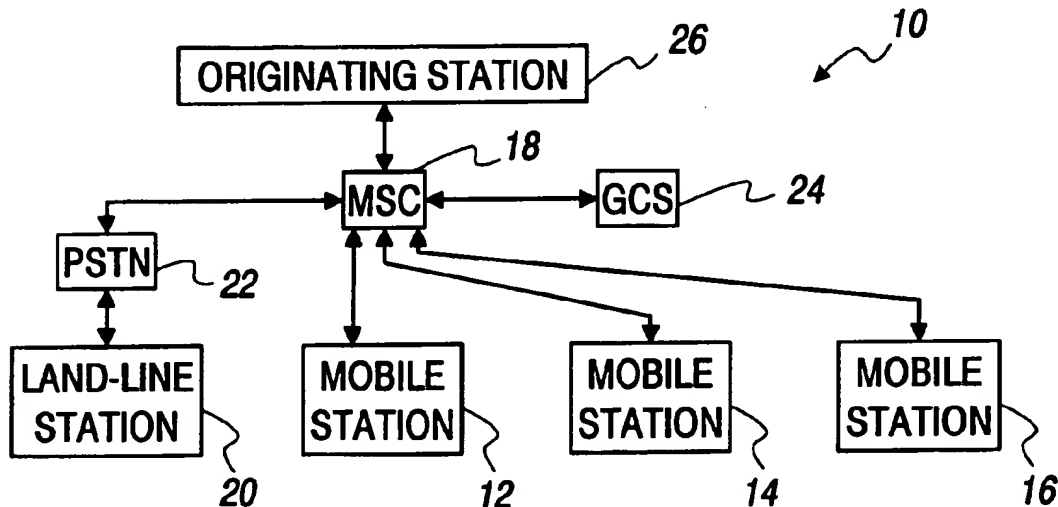 10
26
ORIGINATING STATION
18
MSC
GCS
24
PSTN
22
LAND-LINE
STATION
20
MOBILE
STATION
12
MOBILE
STATION
14
MOBILE
STATION
16